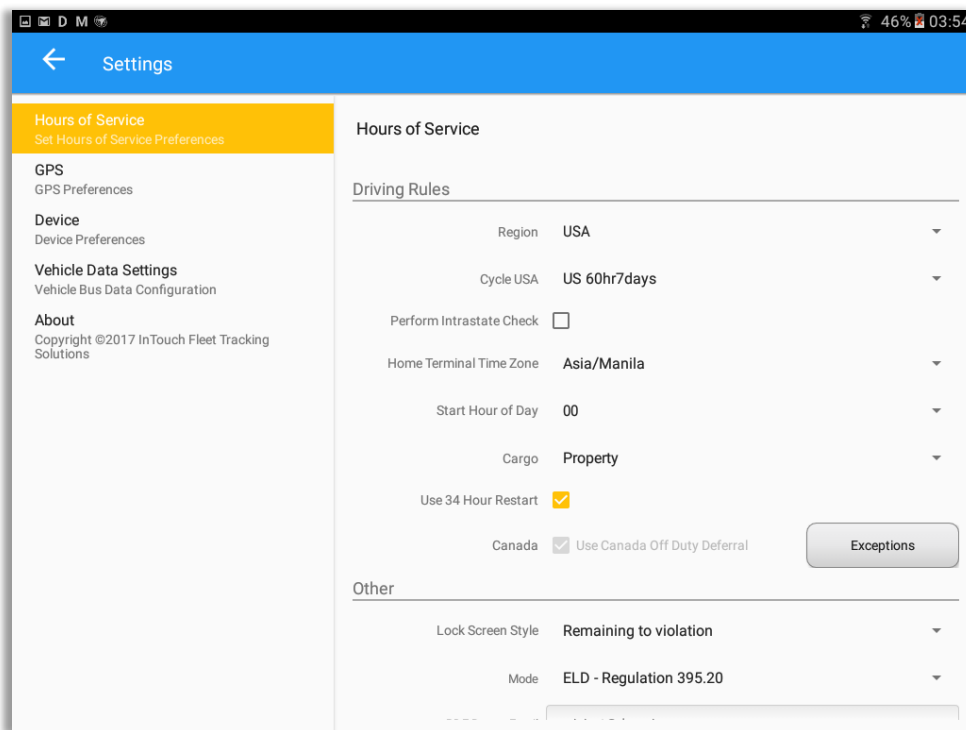 D M 46% 03:54
Settings
Hours of Service
Set Hours of Service Preferences
GPS
GPS Preferences
Device
Device Preferences
Vehicle Data Settings
Vehicle Bus Data Configuration
About
Copyright ©2017 InTouch Fleet Tracking
Solutions
Hours of Service
Driving Rules
Region USA
Cycle USA US 60hr7days
Perform Intrastate Check
Home Terminal Time Zone Asia/Manila
Start Hour of Day 00
Cargo Property
Use 34 Hour Restart
Canada Use Canada Off Duty Deferral Exceptions
Other
Lock Screen Style Remaining to violation
Mode ELD - Regulation 395.20